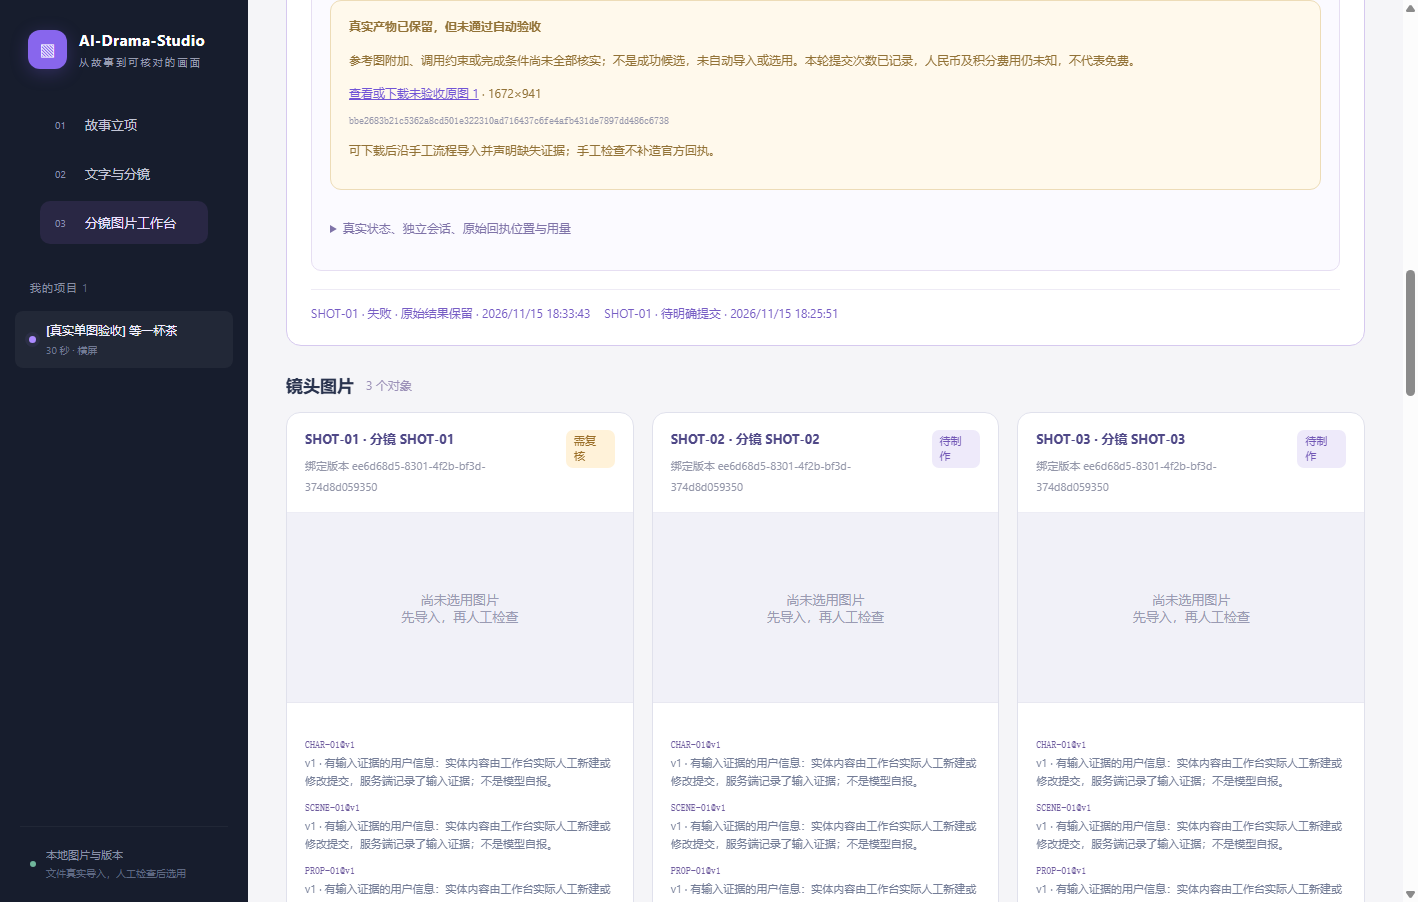 AI-Drama-Studio
从故事到可核对的画面
01 故事立项
02 文字与分镜
03 分镜图片工作台
我的项目 1
[真实单图验收] 等一杯茶
30 秒 · 横屏
本地图片与版本
文件真实导入，人工检查后选用
真实产物已保留，但未通过自动验收
参考图附加、调用约束或完成条件尚未全部核实；不是成功候选，未自动导入或选用。本轮提交次数已记录，人民币及积分费用仍未知，不代表免费。
查看或下载未验收原图 1 · 1672×941
bbe2683b21c5362a8cd501e322310ad716437c6fe4afb431de7897dd486c6738
可下载后沿手工流程导入并声明缺失证据；手工检查不补造官方回执。
▶ 真实状态、独立会话、原始回执位置与用量
SHOT-01 · 失败 · 原始结果保留 · 2026/11/15 18:33:43 SHOT-01 · 待明确提交 · 2026/11/15 18:25:51
镜头图片 3 个对象
SHOT-01 · 分镜 SHOT-01
需复
核
绑定版本 ee6d68d5-8301-4f2b-bf3d-
374d8d059350
尚未选用图片
先导入，再人工检查
CHAR-01@v1
v1 · 有输入证据的用户信息：实体内容由工作台实际人工新建或
修改提交，服务端记录了输入证据；不是模型自报。
SCENE-01@v1
v1 · 有输入证据的用户信息：实体内容由工作台实际人工新建或
修改提交，服务端记录了输入证据；不是模型自报。
PROP-01@v1
v1 · 有输入证据的用户信息：实体内容由工作台实际人工新建或
SHOT-02 · 分镜 SHOT-02
待制
作
绑定版本 ee6d68d5-8301-4f2b-bf3d-
374d8d059350
尚未选用图片
先导入，再人工检查
CHAR-01@v1
v1 · 有输入证据的用户信息：实体内容由工作台实际人工新建或
修改提交，服务端记录了输入证据；不是模型自报。
SCENE-01@v1
v1 · 有输入证据的用户信息：实体内容由工作台实际人工新建或
修改提交，服务端记录了输入证据；不是模型自报。
PROP-01@v1
v1 · 有输入证据的用户信息：实体内容由工作台实际人工新建或
SHOT-03 · 分镜 SHOT-03
待制
作
绑定版本 ee6d68d5-8301-4f2b-bf3d-
374d8d059350
尚未选用图片
先导入，再人工检查
CHAR-01@v1
v1 · 有输入证据的用户信息：实体内容由工作台实际人工新建或
修改提交，服务端记录了输入证据；不是模型自报。
SCENE-01@v1
v1 · 有输入证据的用户信息：实体内容由工作台实际人工新建或
修改提交，服务端记录了输入证据；不是模型自报。
PROP-01@v1
v1 · 有输入证据的用户信息：实体内容由工作台实际人工新建或